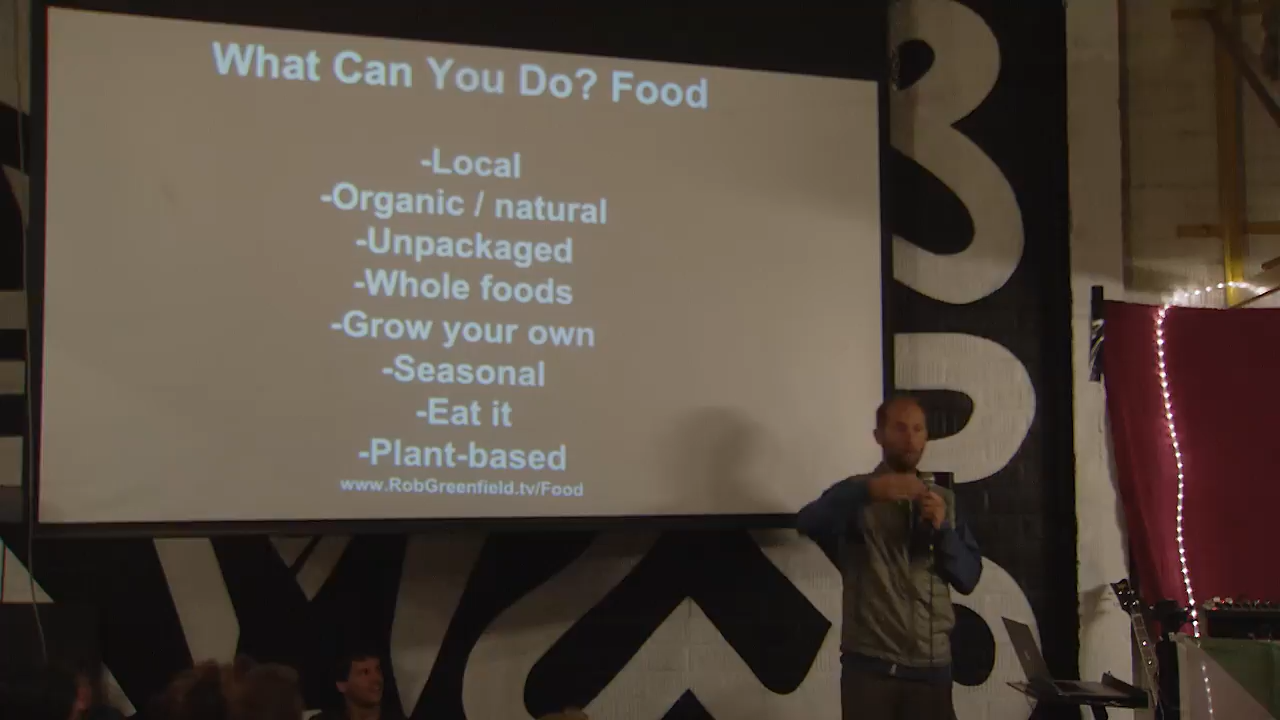 What Can You Do? Food
-Local
-Organic / natural
-Unpackaged
-Whole foods
-Grow your own
-Seasonal
-Eat it
-Plant-based
www.RobGreenfield.tv/Food